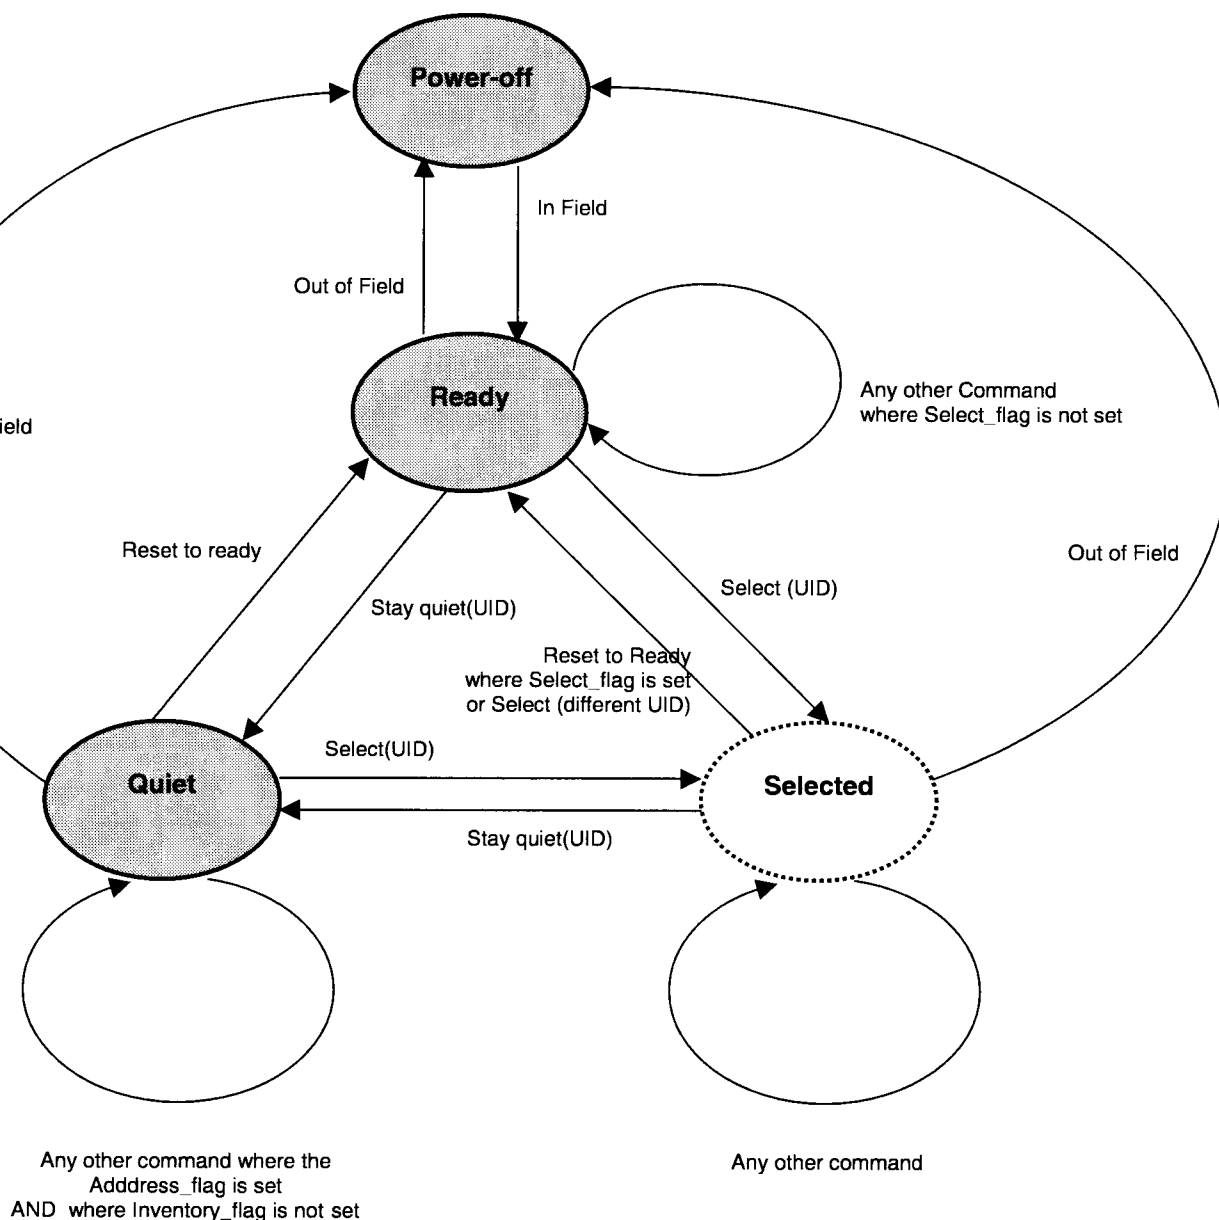 Power-off
In Field
Out of Field
Ready
Any other Command
where Select_flag is not set
ield
Reset to ready
Out of Field
Select (UID)
Stay quiet(UID)
Reset to Ready
where Select_flag is set
or Select (different UID)
Select(UID)
Quiet
Selected
Stay quiet(UID)
Any other command where the
Adddress_flag is set
AND where Inventory_flag is not set
Any other command